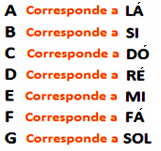 A Corresponde a LÁ
B Corresponde a SI
C Corresponde a DÓ
D Corresponde a RÉ
E Corresponde a MI
F Corresponde a FÁ
G Corresponde a SOL